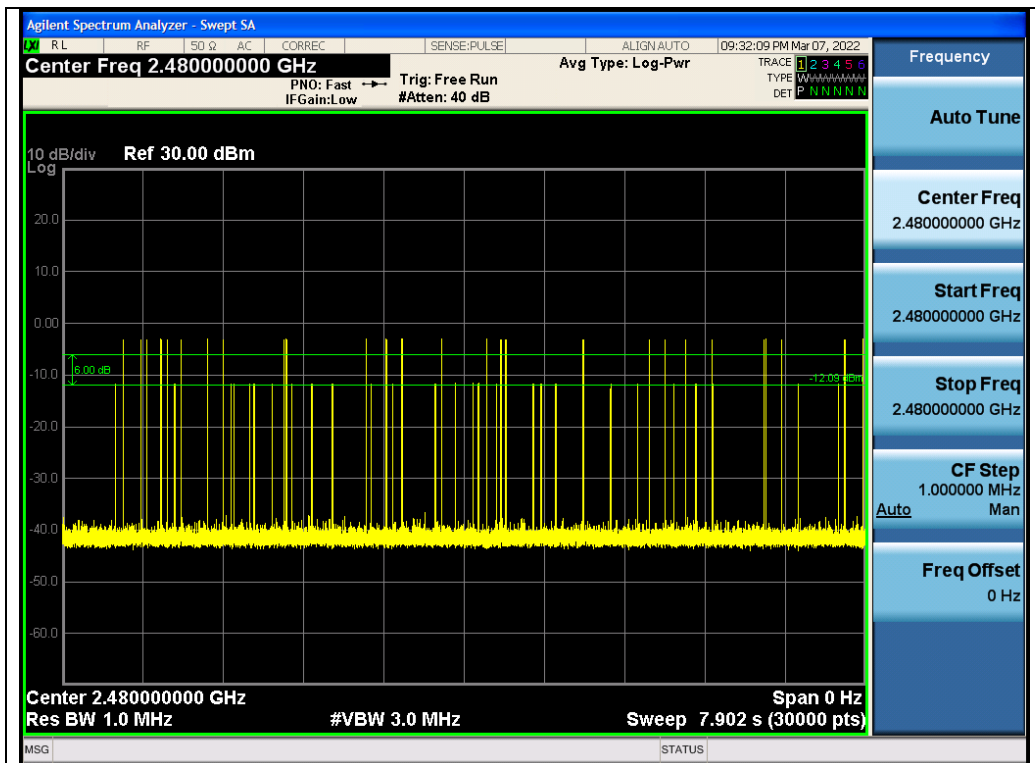 Agilent Spectrum Analyzer - Swept SA
LXI RL RF 50 Ω AC CORREC SENSE:PULSE ALIGN AUTO 09:32:09 PM Mar 07, 2022
Center Freq 2.480000000 GHz
PNO: Fast
IFGain:Low
Trig: Free Run
#Atten: 40 dB
Avg Type: Log-Pwr
TRACE 1 2 3 4 5 6
TYPE
DET P N N N N N
10 dB/div Ref 30.00 dBm
Log
20.0
10.0
0.00
-10.0
-20.0
-30.0
-40.0
-50.0
-60.0
6.00 dB
-12.09 dBm
Center 2.480000000 GHz Span 0 Hz
Res BW 1.0 MHz #VBW 3.0 MHz Sweep 7.902 s (30000 pts)
MSG STATUS
Frequency
Auto Tune
Center Freq
2.480000000 GHz
Start Freq
2.480000000 GHz
Stop Freq
2.480000000 GHz
CF Step
1.000000 MHz
Auto Man
Freq Offset
0 Hz